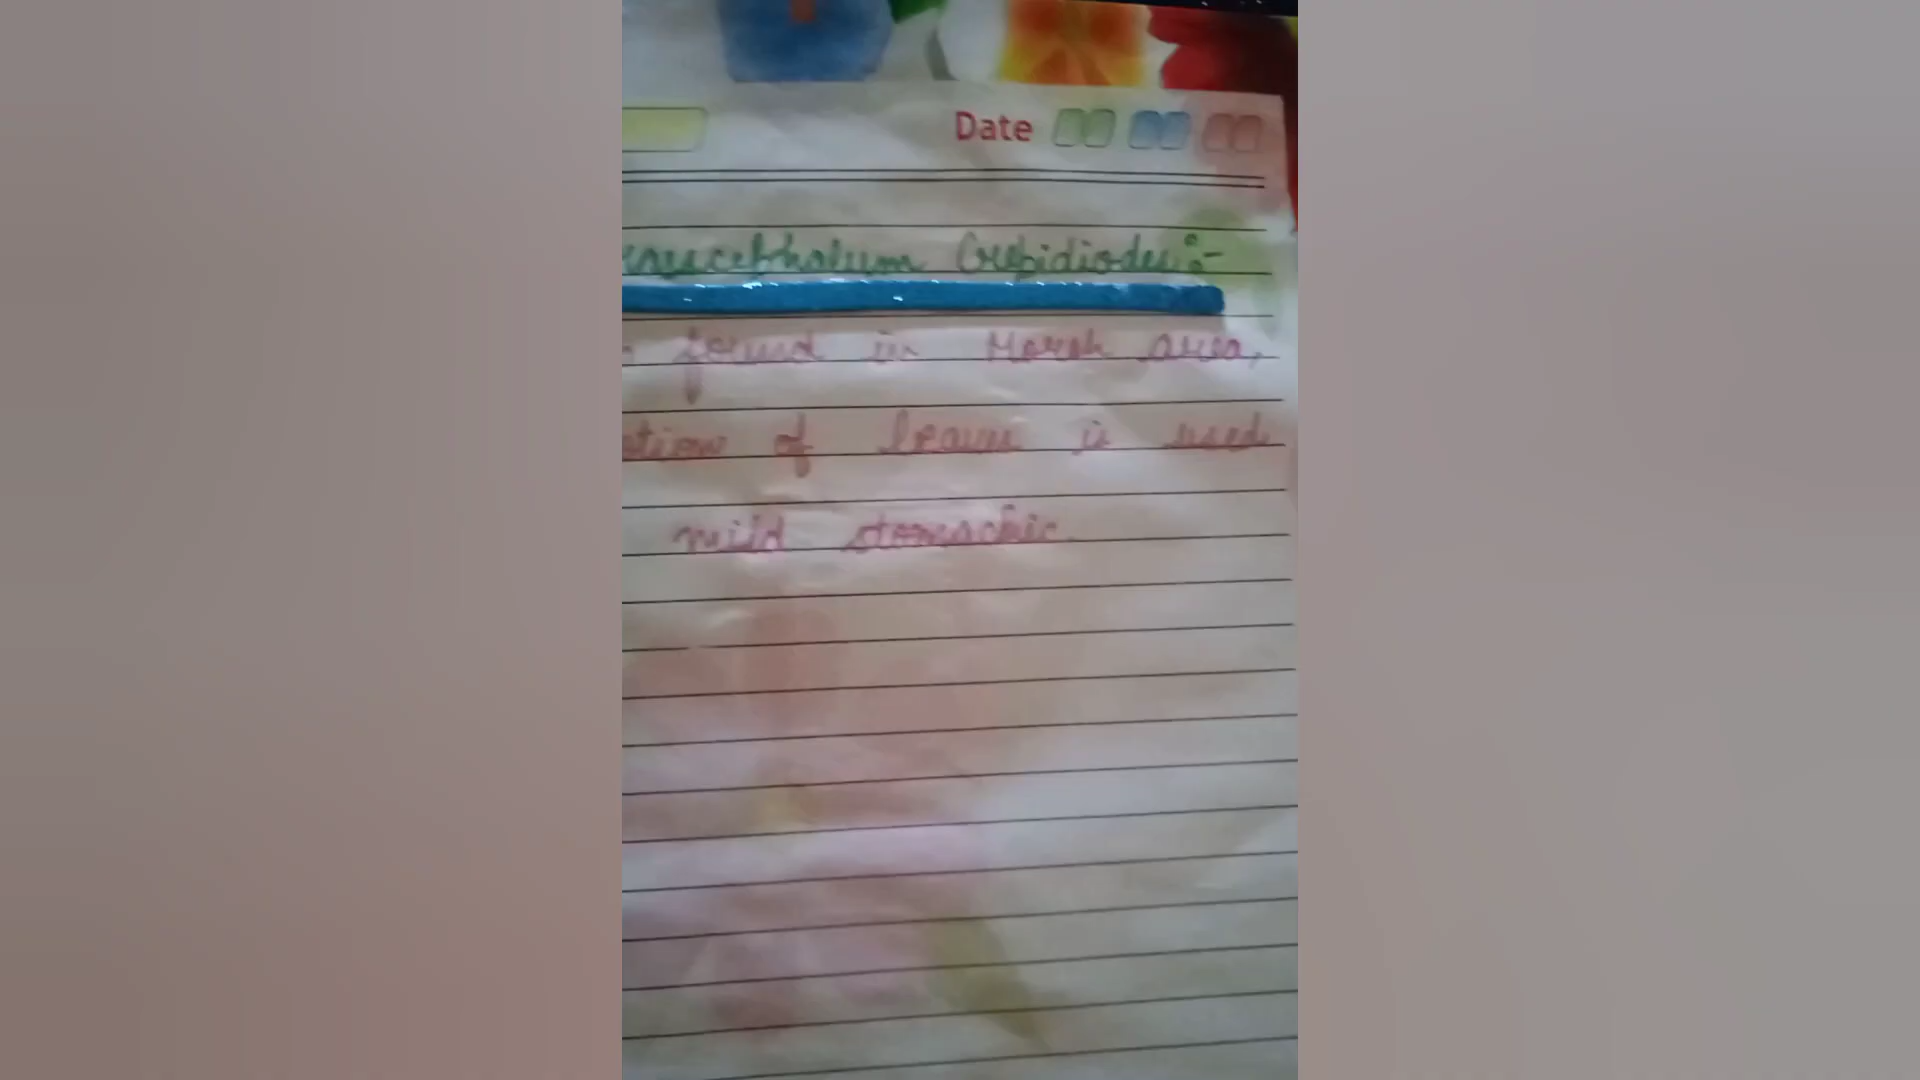 Date
Crepidiodes:-
found in Marsh area,
of leaves is used
mild stomachic.